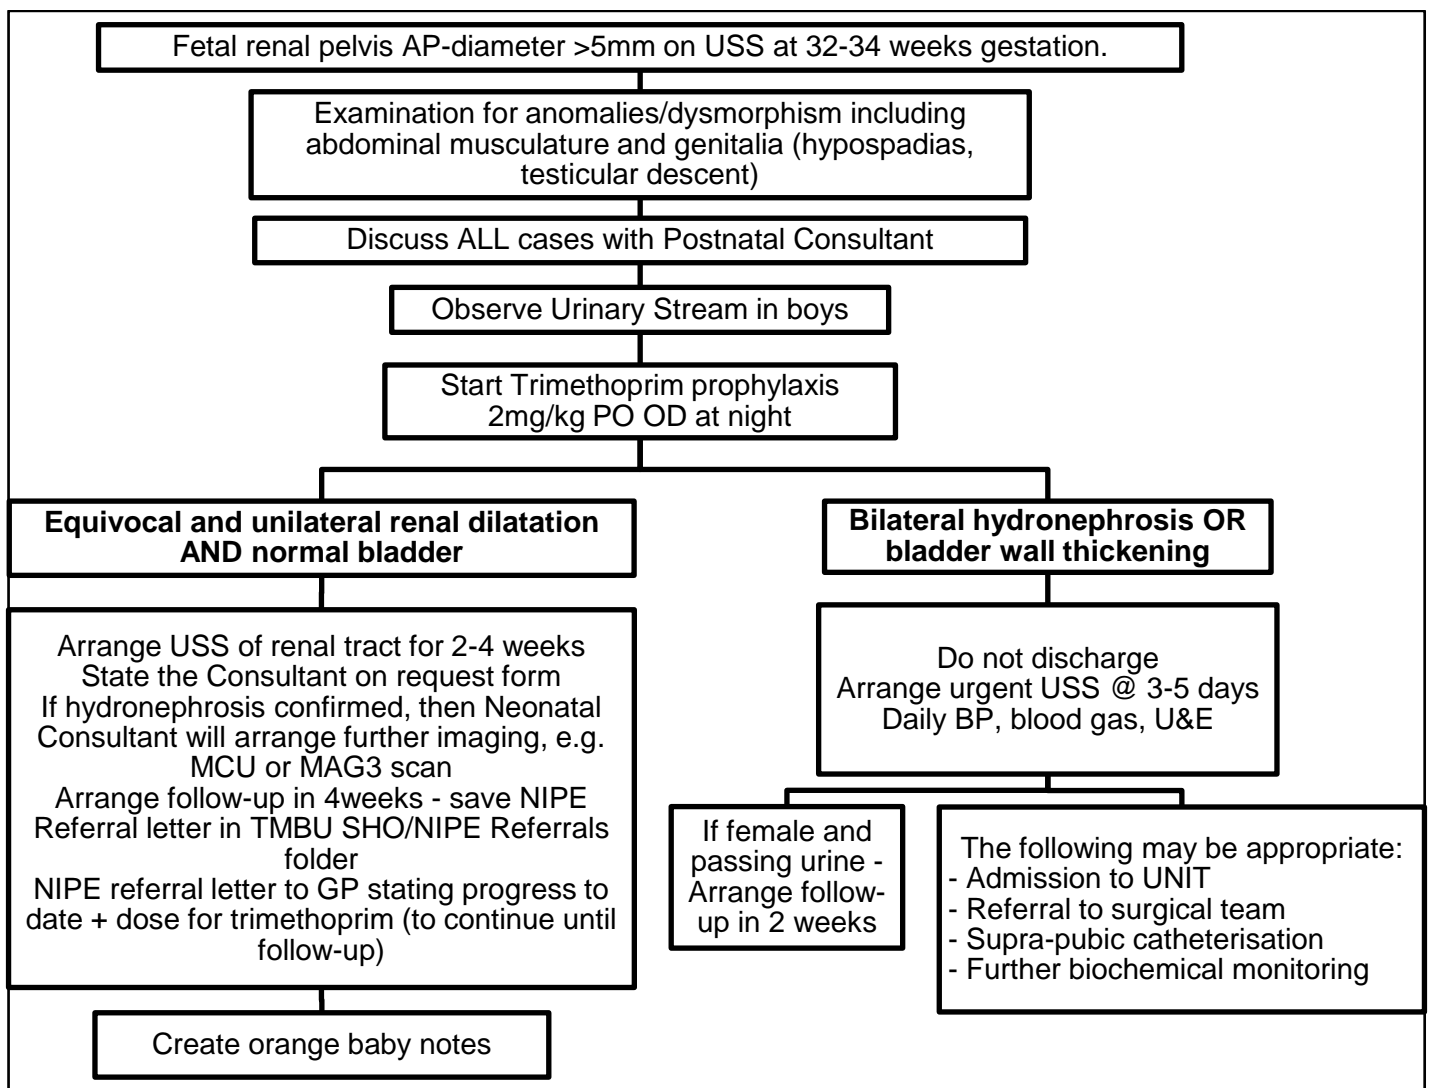 Fetal renal pelvis AP-diameter >5mm on USS at 32-34 weeks gestation.
Examination for anomalies/dysmorphism including
abdominal musculature and genitalia (hypospadias,
testicular descent)
Discuss ALL cases with Postnatal Consultant
Observe Urinary Stream in boys
Start Trimethoprim prophylaxis
2mg/kg PO OD at night
Equivocal and unilateral renal dilatation
AND normal bladder
Arrange USS of renal tract for 2-4 weeks
State the Consultant on request form
If hydronephrosis confirmed, then Neonatal
Consultant will arrange further imaging, e.g.
MCU or MAG3 scan
Arrange follow-up in 4weeks - save NIPE
Referral letter in TMBU SHO/NIPE Referrals
folder
NIPE referral letter to GP stating progress to
date + dose for trimethoprim (to continue until
follow-up)
Create orange baby notes
Bilateral hydronephrosis OR
bladder wall thickening
Do not discharge
Arrange urgent USS @ 3-5 days
Daily BP, blood gas, U&E
If female and
passing urine -
Arrange follow-
up in 2 weeks
The following may be appropriate:
- Admission to UNIT
- Referral to surgical team
- Supra-pubic catheterisation
- Further biochemical monitoring